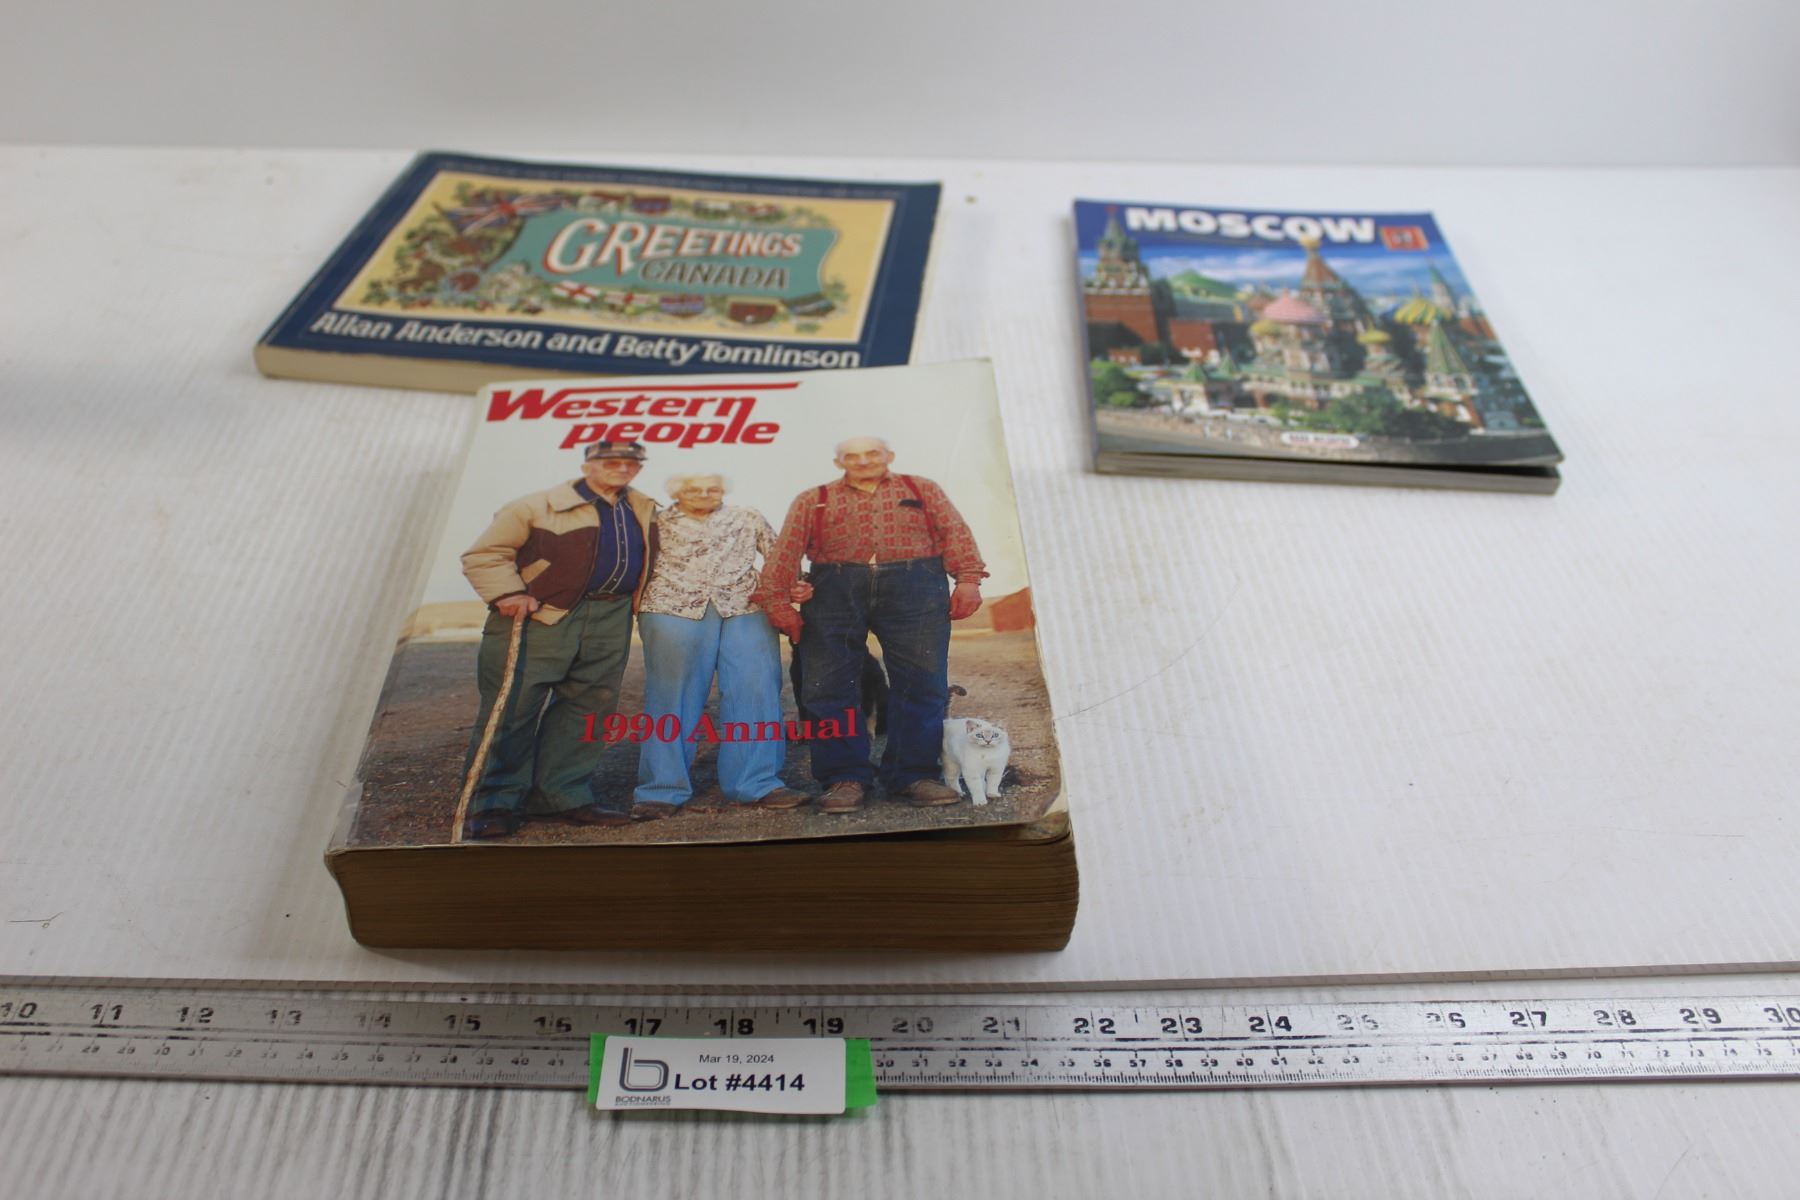 GREETINGS
CANADA
Allan Anderson and Betty Tomlinson
MOSCOW
Western
people
1990 Annual
10 11 12 13 14 15 16 17 18 19 20 21 22 23 24 25 26 27 28 29 30
Mar 19, 2024
Lot #4414
BODNARUS
AUCTIONEERING